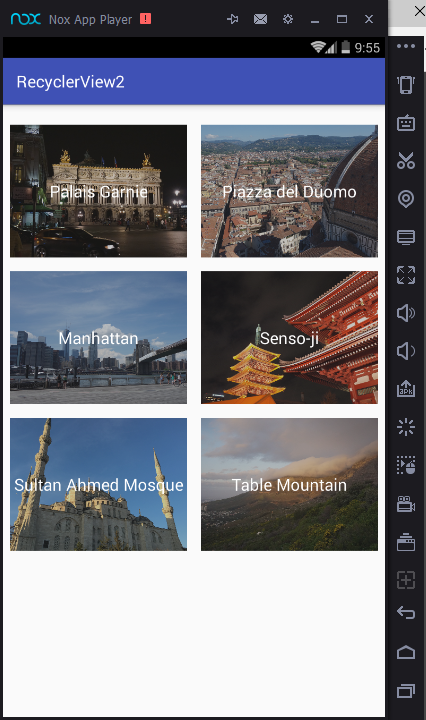 nox Nox App Player !
9:55
RecyclerView2
Palais Garnie
Piazza del Duomo
Manhattan
Senso-ji
Sultan Ahmed Mosque
Table Mountain